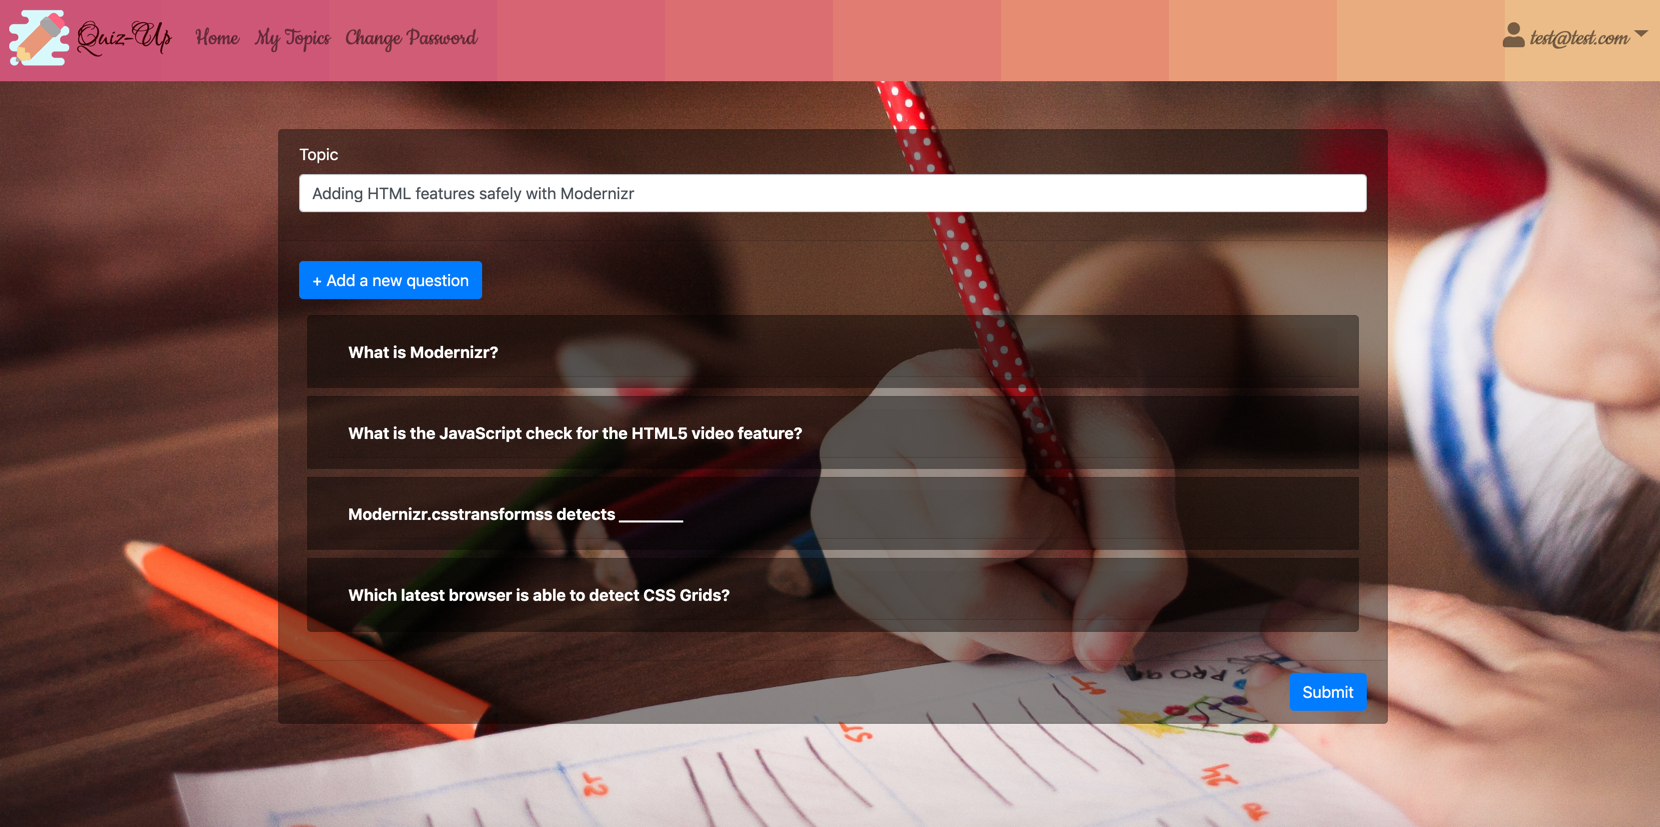 Quiz-Up Home My Topics Change Password test@test.com
Topic
Adding HTML features safely with Modernizr
+ Add a new question
What is Modernizr?
What is the JavaScript check for the HTML5 video feature?
Modernizr.csstransformss detects ________
Which latest browser is able to detect CSS Grids?
Submit